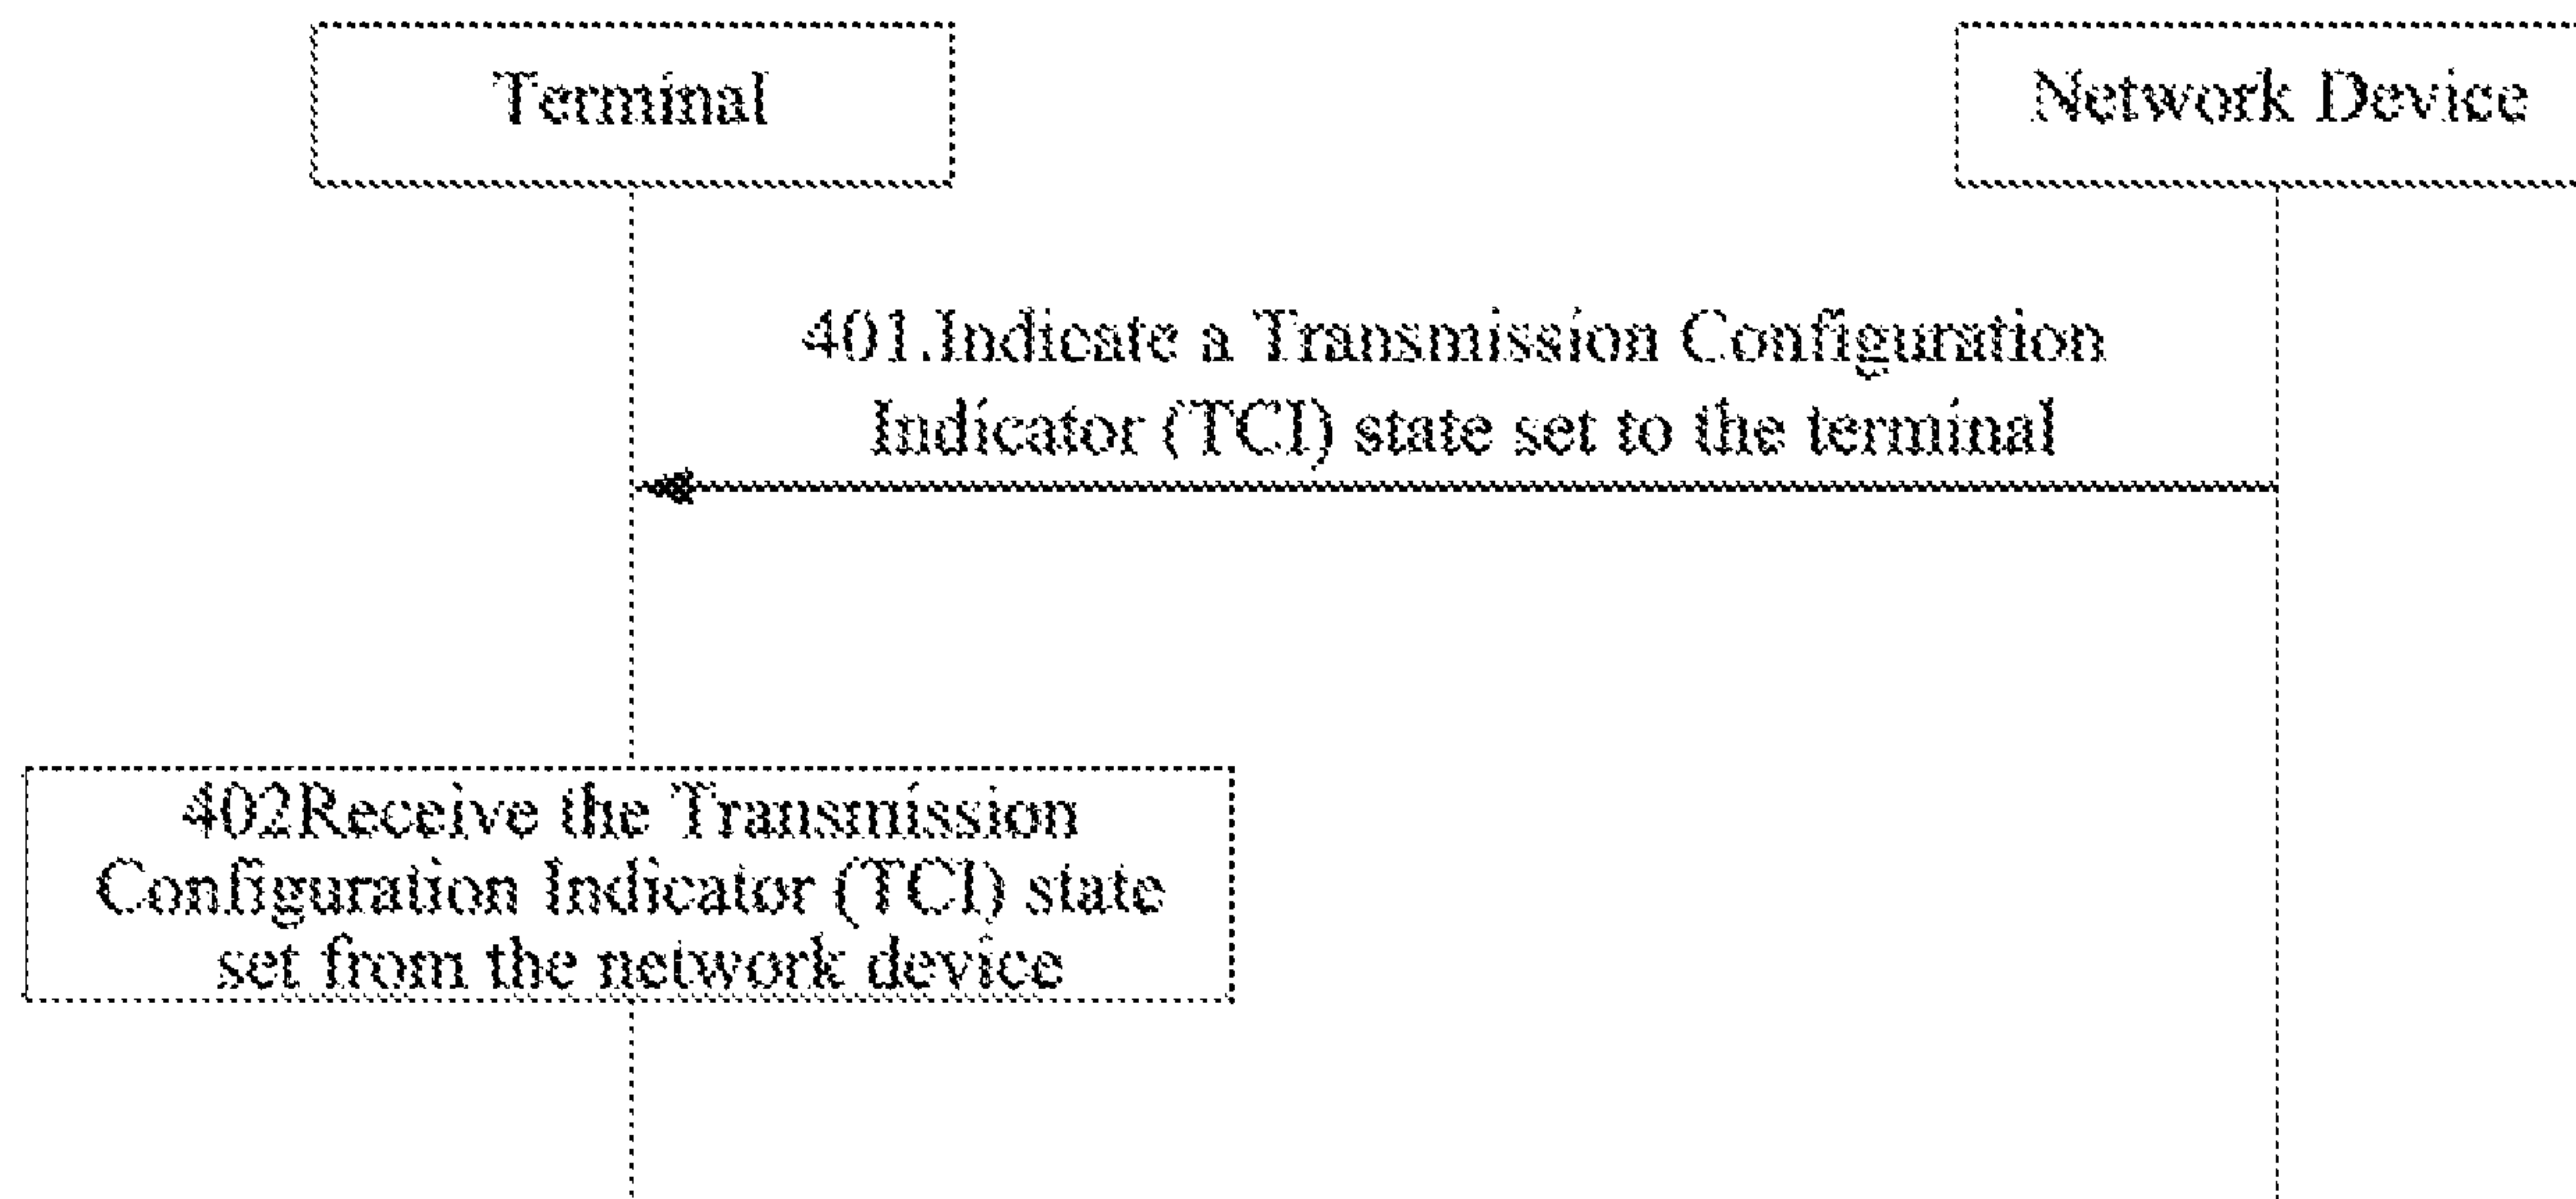 Terminal
Network Device
401.Indicate a Transmission Configuration
Indicator (TCI) state set to the terminal
402Receive the Transmission
Configuration Indicator (TCI) state
set from the network device